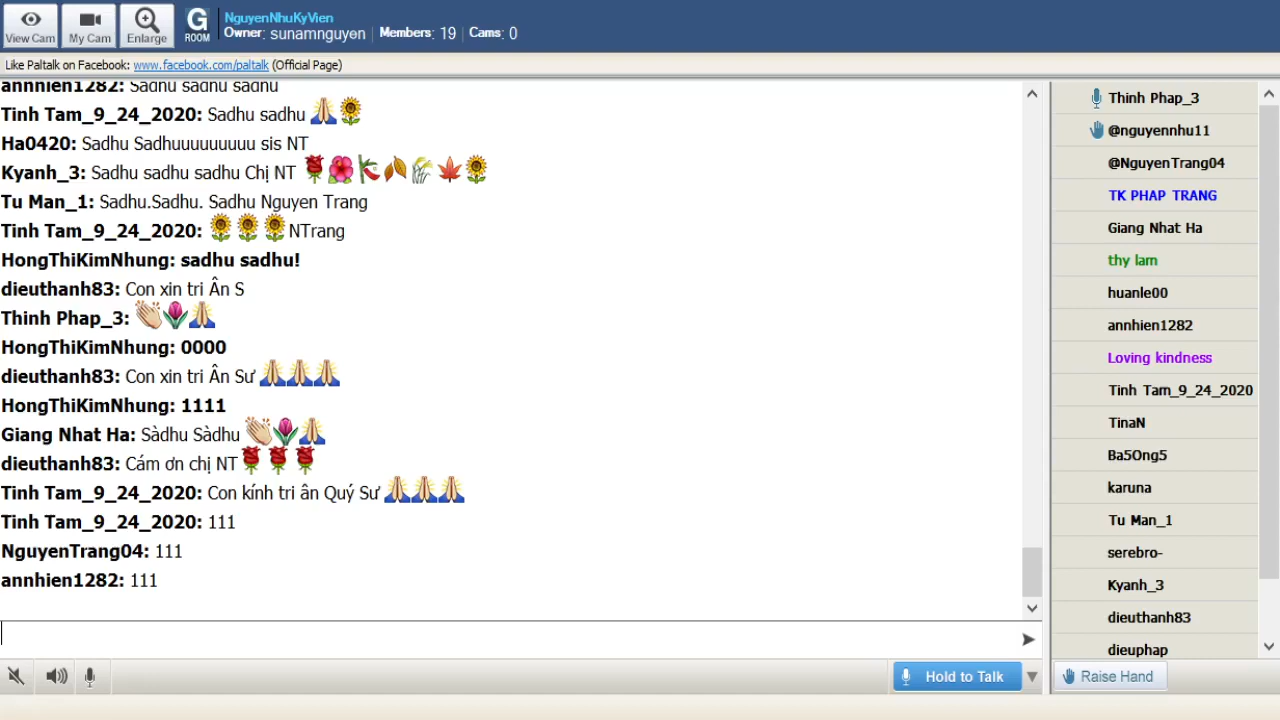 View Cam
My Cam
Enlarge
G
ROOM
NguyenNhuKyVien
Owner: sunamnguyen | Members: 19 | Cams: 0
Like Paltalk on Facebook: www.facebook.com/paltalk (Official Page)
annhien1282: Sadhu sadhu sadhu
Tinh Tam_9_24_2020: Sadhu sadhu 🙏🌻
Ha0420: Sadhu Sadhuuuuuuuuu sis NT
Kyanh_3: Sadhu sadhu sadhu Chị NT 🌹🌺🎋🍂🌾🍁🌻
Tu Man_1: Sadhu.Sadhu. Sadhu Nguyen Trang
Tinh Tam_9_24_2020: 🌻🌻🌻NTrang
HongThiKimNhung: sadhu sadhu!
dieuthanh83: Con xin tri Ân S
Thinh Phap_3: 👏🌷🙏
HongThiKimNhung: 0000
dieuthanh83: Con xin tri Ân Sư 🙏🙏🙏
HongThiKimNhung: 1111
Giang Nhat Ha: Sàdhu Sàdhu 👏🌷🙏
dieuthanh83: Cám ơn chị NT🌹🌹🌹
Tinh Tam_9_24_2020: Con kính tri ân Quý Sư 🙏🙏🙏
Tinh Tam_9_24_2020: 111
NguyenTrang04: 111
annhien1282: 111
Hold to Talk
Thinh Phap_3
@nguyennhu11
@NguyenTrang04
TK PHAP TRANG
Giang Nhat Ha
thy lam
huanle00
annhien1282
Loving kindness
Tinh Tam_9_24_2020
TinaN
Ba5Ong5
karuna
Tu Man_1
serebro-
Kyanh_3
dieuthanh83
dieuphap
Raise Hand